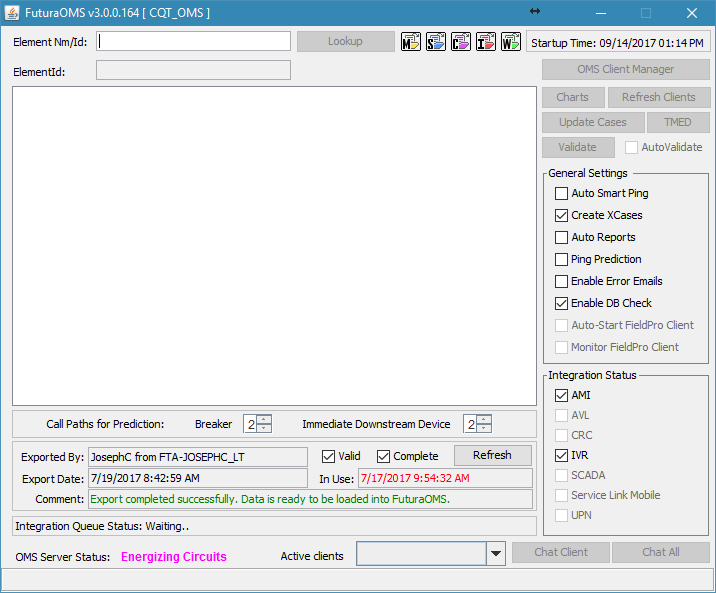 FuturaOMS v3.0.0.164 [ CQT_OMS ]
Element Nm/Id:
Lookup
M
S
C
I
W
Startup Time: 09/14/2017 01:14 PM
ElementId:
OMS Client Manager
Charts
Refresh Clients
Update Cases
TMED
Validate
AutoValidate
General Settings
Auto Smart Ping
Create XCases
Auto Reports
Ping Prediction
Enable Error Emails
Enable DB Check
Auto-Start FieldPro Client
Monitor FieldPro Client
Integration Status
AMI
AVL
CRC
IVR
SCADA
Service Link Mobile
UPN
Call Paths for Prediction:
Breaker
2
Immediate Downstream Device
2
Exported By:
JosephC from FTA-JOSEPHC_LT
Valid
Complete
Refresh
Export Date:
7/19/2017 8:42:59 AM
In Use:
7/17/2017 9:54:32 AM
Comment:
Export completed successfully. Data is ready to be loaded into FuturaOMS.
Integration Queue Status: Waiting..
OMS Server Status:
Energizing Circuits
Active clients
Chat Client
Chat All